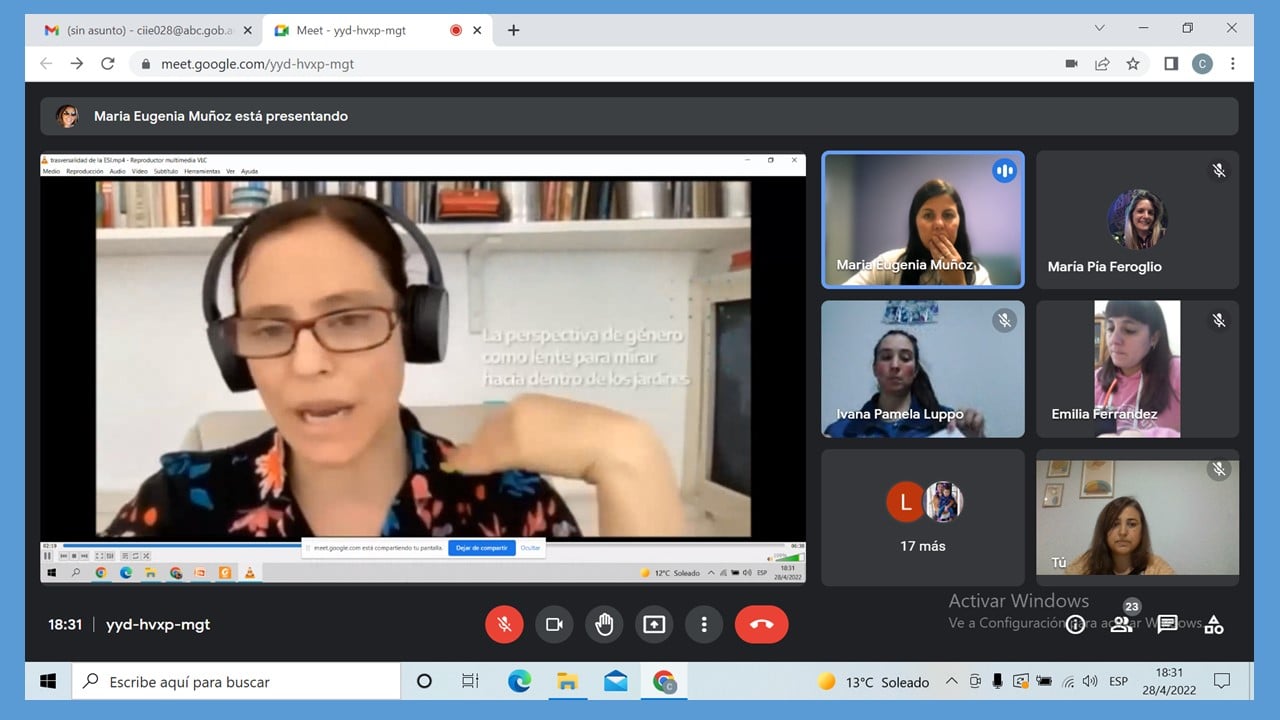 (sin asunto) - ciie028@abc.gob.a
Meet - yyd-hvxp-mgt
meet.google.com/yyd-hvxp-mgt
C
Maria Eugenia Muñoz está presentando
trasversalidad de la ESI.mp4 - Reproductor multimedia VLC
Medio Reproducción Audio Video Subtítulo Herramientas Ver Ayuda
La perspectiva de género
como lente para mirar
hacia dentro de los jardines
02:19
06:38
100%
meet.google.com está compartiendo tu pantalla.
Dejar de compartir
Ocultar
12°C Soleado
ESP
18:31
28/4/2022
Maria Eugenia Muñoz
María Pía Feroglio
Ivana Pamela Luppo
Emilia Ferrandez
L
17 más
Tú
Activar Windows
Ve a Configuración para activar Windows.
18:31 | yyd-hvxp-mgt
23
Escribe aquí para buscar
C
13°C Soleado
ESP
18:31
28/4/2022